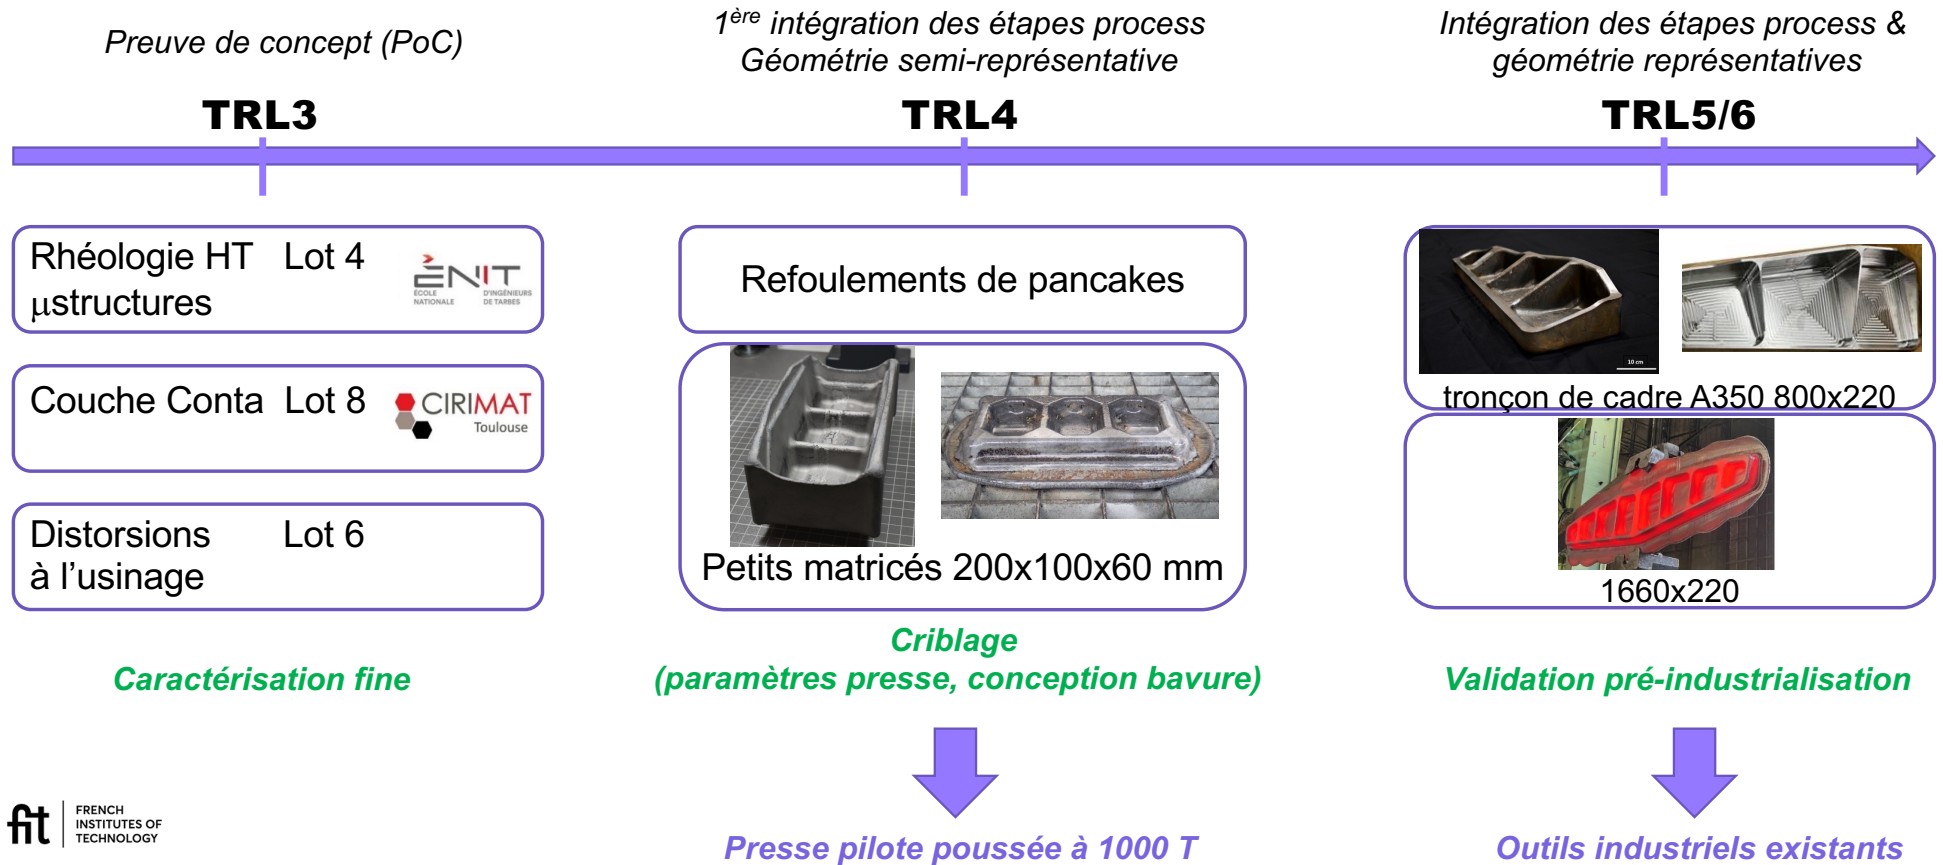 Preuve de concept (PoC)
1ère intégration des étapes process
Géométrie semi-représentative
Intégration des étapes process &
géométrie représentatives
TRL3
TRL4
TRL5/6
Rhéologie HT Lot 4
μstructures
ÈNIT
ÉCOLE NATIONALE
D'INGÉNIEURS DE TARBES
Couche Conta Lot 8
CIRIMAT
Toulouse
Distorsions Lot 6
à l'usinage
Refoulements de pancakes
Petits matricés 200x100x60 mm
10 cm
tronçon de cadre A350 800x220
1660x220
Caractérisation fine
Criblage
(paramètres presse, conception bavure)
Validation pré-industrialisation
Presse pilote poussée à 1000 T
Outils industriels existants
fit
FRENCH
INSTITUTES OF
TECHNOLOGY